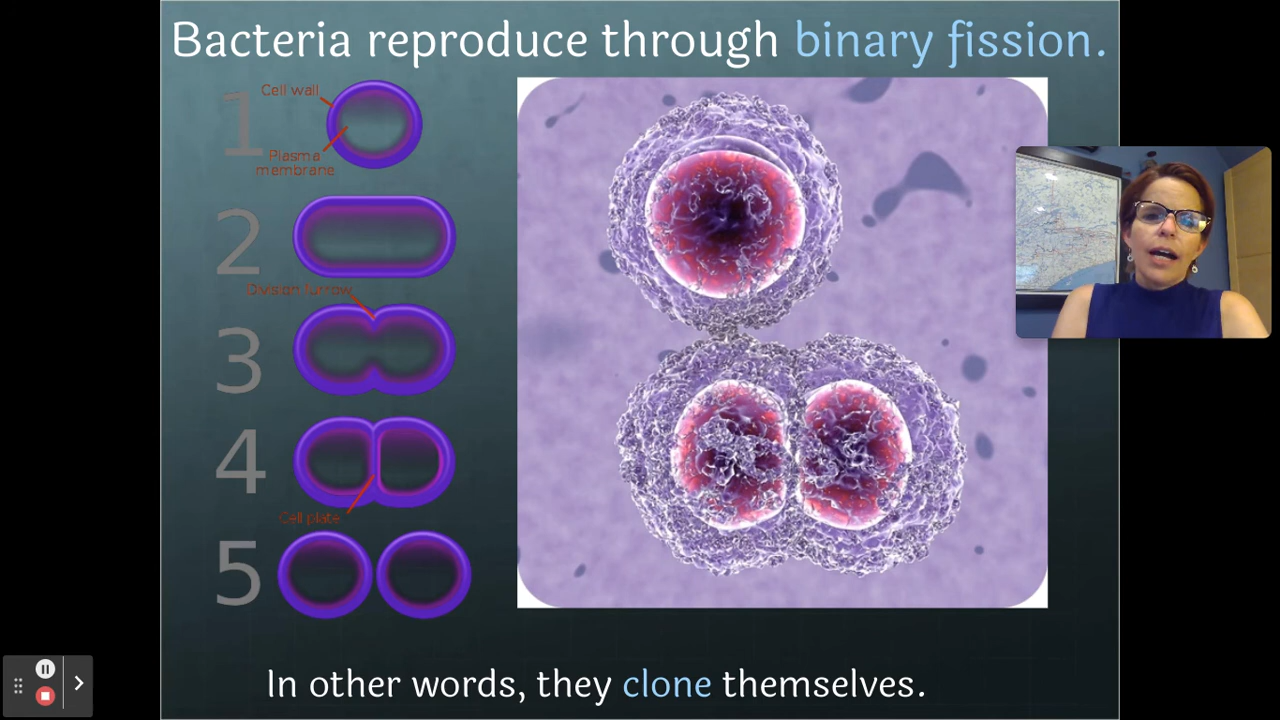 Bacteria reproduce through binary fission.
1
Cell wall
Plasma
membrane
2
Division furrow
3
4
Cell plate
5
In other words, they clone themselves.